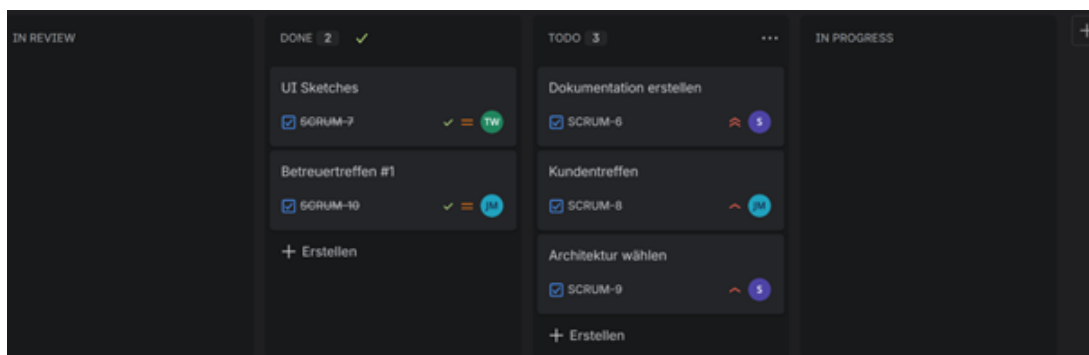 IN REVIEW
DONE 2
UI Sketches
SCRUM-7
TW
Betreuertreffen #1
SCRUM-10
JM
+ Erstellen
TODO 3
Dokumentation erstellen
SCRUM-6
S
Kundentreffen
SCRUM-8
JM
Architektur wählen
SCRUM-9
S
+ Erstellen
IN PROGRESS